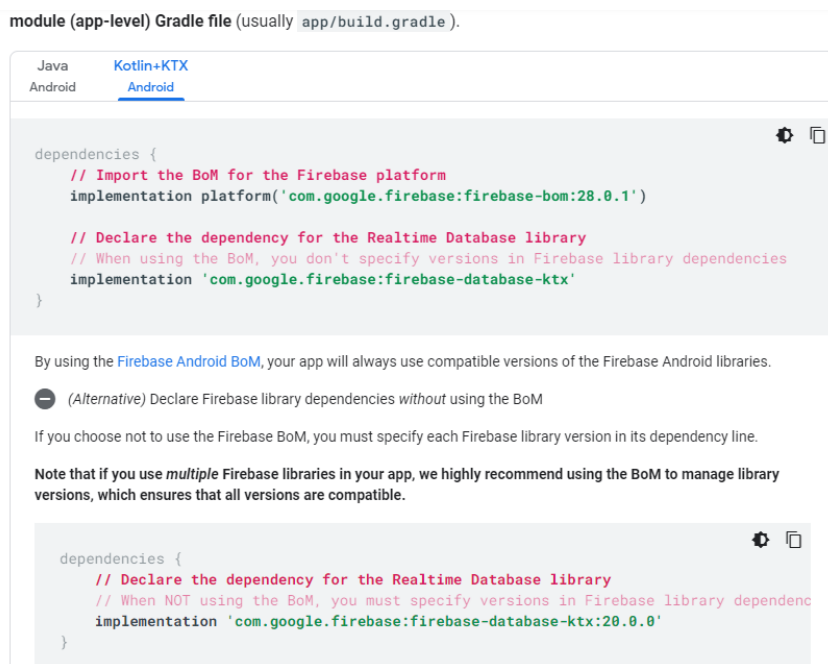 module (app-level) Gradle file (usually app/build.gradle).
Java
Android
Kotlin+KTX
Android
dependencies {
    // Import the BoM for the Firebase platform
    implementation platform('com.google.firebase:firebase-bom:28.0.1')

    // Declare the dependency for the Realtime Database library
    // When using the BoM, you don't specify versions in Firebase library dependencies
    implementation 'com.google.firebase:firebase-database-ktx'
}
By using the Firebase Android BoM, your app will always use compatible versions of the Firebase Android libraries.
(Alternative) Declare Firebase library dependencies without using the BoM
If you choose not to use the Firebase BoM, you must specify each Firebase library version in its dependency line.
Note that if you use multiple Firebase libraries in your app, we highly recommend using the BoM to manage library
versions, which ensures that all versions are compatible.
dependencies {
    // Declare the dependency for the Realtime Database library
    // When NOT using the BoM, you must specify versions in Firebase library dependenc
    implementation 'com.google.firebase:firebase-database-ktx:20.0.0'
}